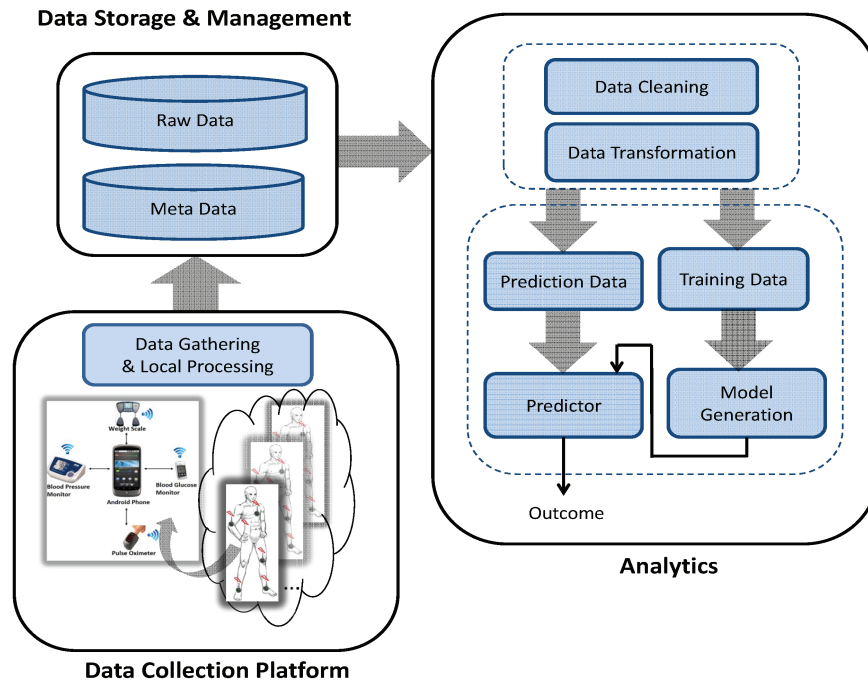 Data Storage & Management
Raw Data
Meta Data
Data Gathering
& Local Processing
Weight Scale
Blood Pressure
Monitor
Android Phone
Blood Glucose
Monitor
Pulse Oximeter
...
Data Collection Platform
Data Cleaning
Data Transformation
Prediction Data
Training Data
Predictor
Model
Generation
Outcome
Analytics